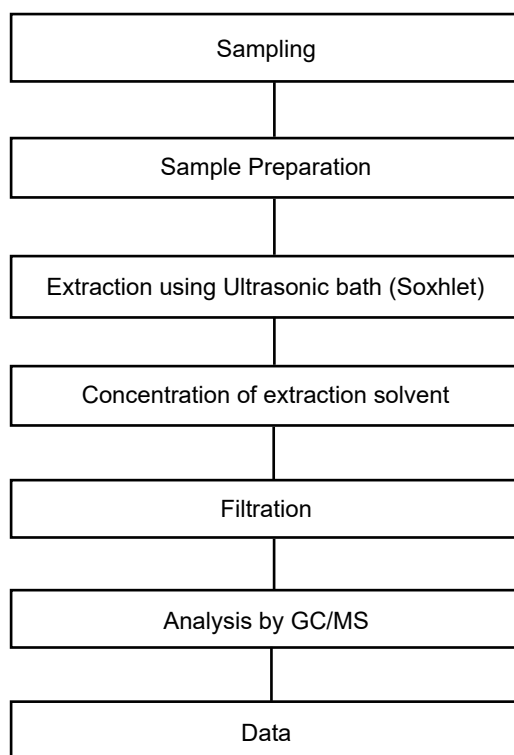 Sampling
Sample Preparation
Extraction using Ultrasonic bath (Soxhlet)
Concentration of extraction solvent
Filtration
Analysis by GC/MS
Data